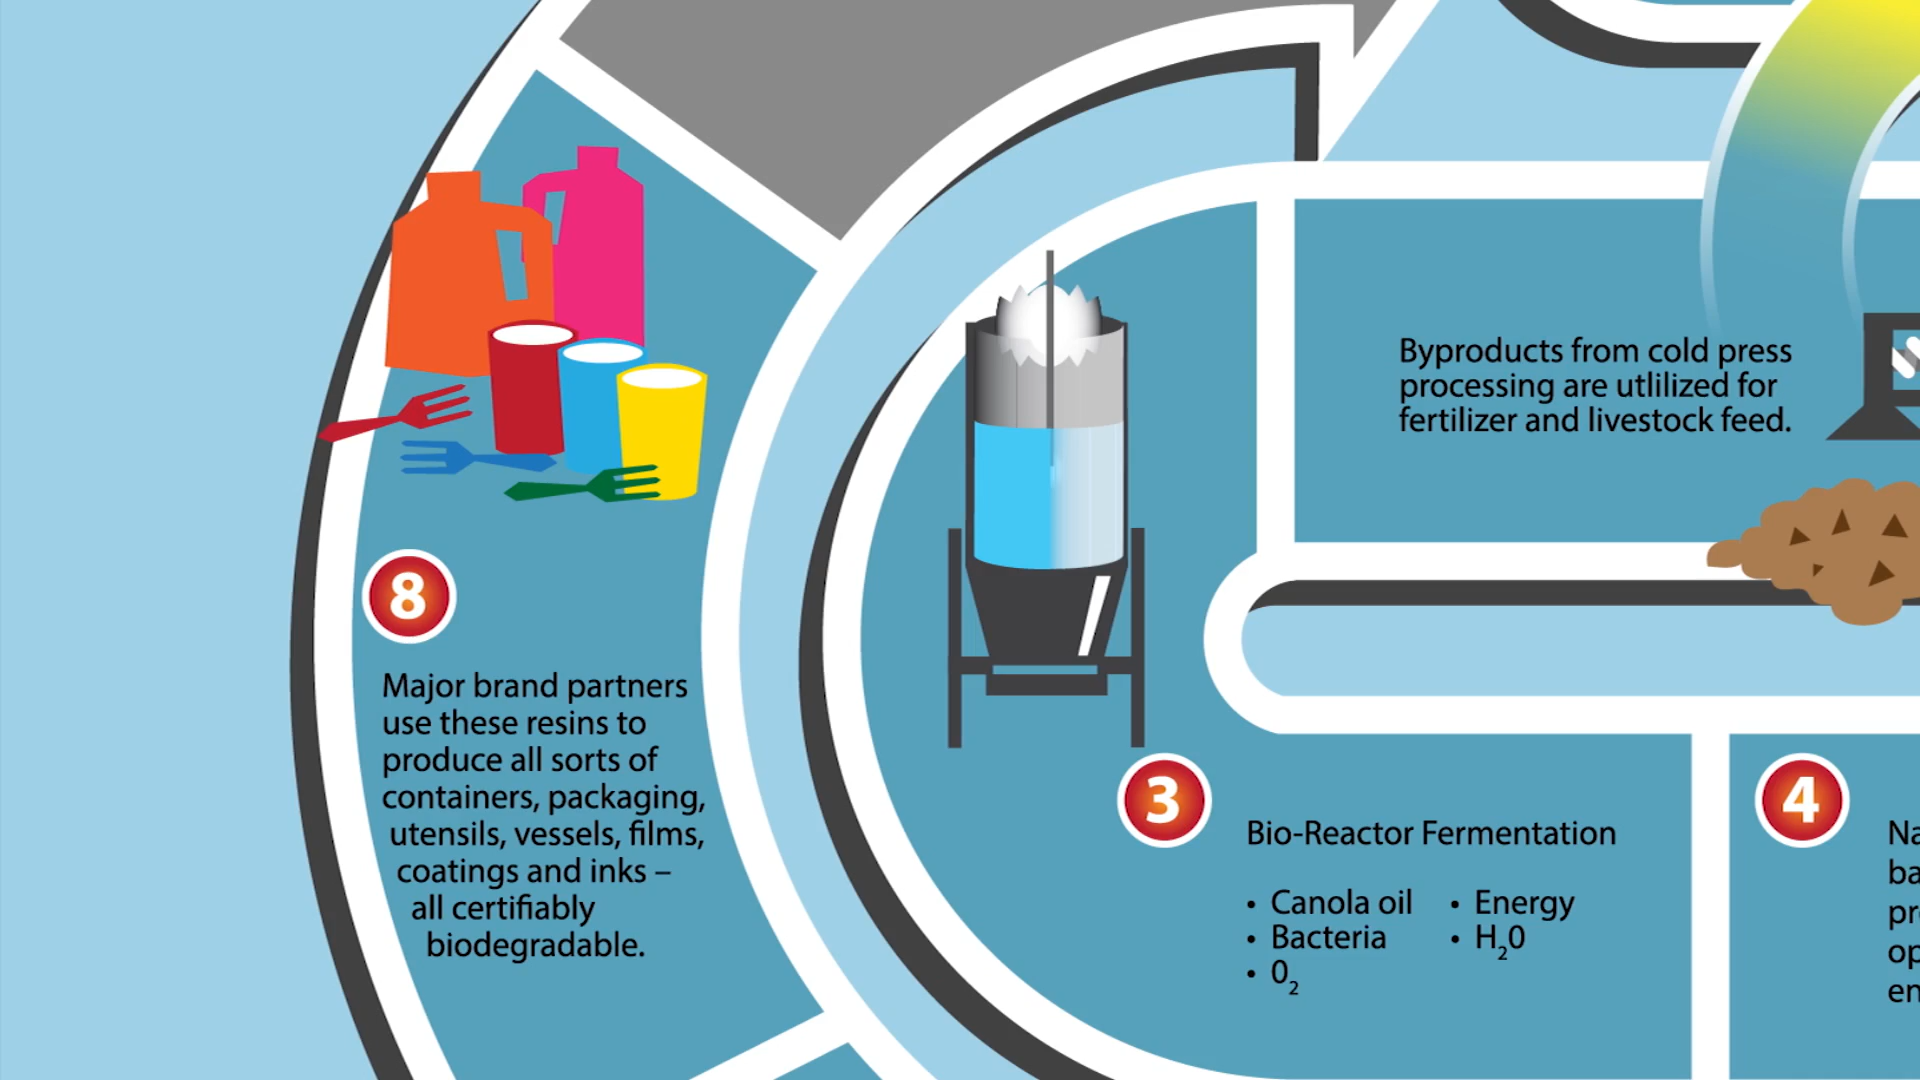 Byproducts from cold press
processing are utlilized for
fertilizer and livestock feed.
8
Major brand partners
use these resins to
produce all sorts of
containers, packaging,
utensils, vessels, films,
coatings and inks –
all certifiably
biodegradable.
3
Bio-Reactor Fermentation
• Canola oil
• Bacteria
• 0₂
• Energy
• H₂0
4